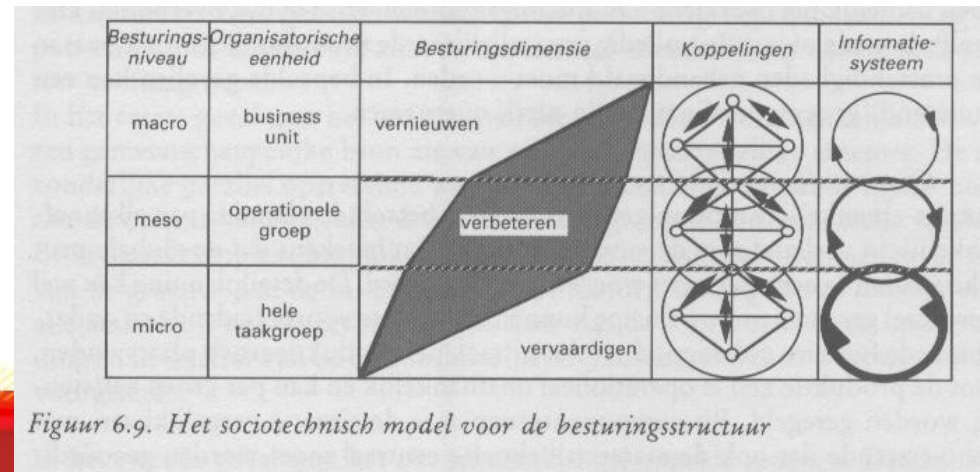 Besturings-
niveau
Organisatorische
eenheid
Besturingsdimensie
Koppelingen
Informatie-
systeem
macro
business
unit
vernieuwen
meso
operationele
groep
verbeteren
micro
hele
taakgroep
vervaardigen
Figuur 6.9. Het sociotechnisch model voor de besturingsstructuur